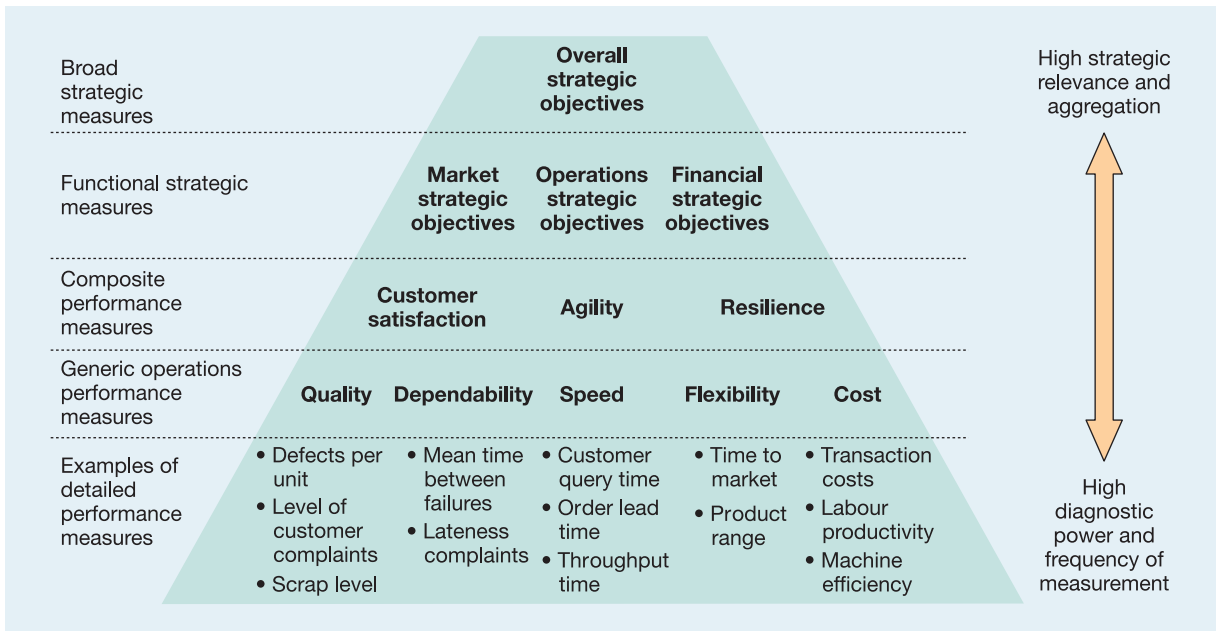 Broad
strategic
measures
Overall
strategic
objectives
High strategic
relevance and
aggregation
Functional strategic
measures
Market
strategic
objectives
Operations
strategic
objectives
Financial
strategic
objectives
Composite
performance
measures
Customer
satisfaction
Agility
Resilience
Generic operations
performance
measures
Quality
Dependability
Speed
Flexibility
Cost
Examples of
detailed
performance
measures
• Defects per
unit
• Level of
customer
complaints
• Scrap level
• Mean time
between
failures
• Lateness
complaints
• Customer
query time
• Order lead
time
• Throughput
time
• Time to
market
• Product
range
• Transaction
costs
• Labour
productivity
• Machine
efficiency
High
diagnostic
power and
frequency of
measurement